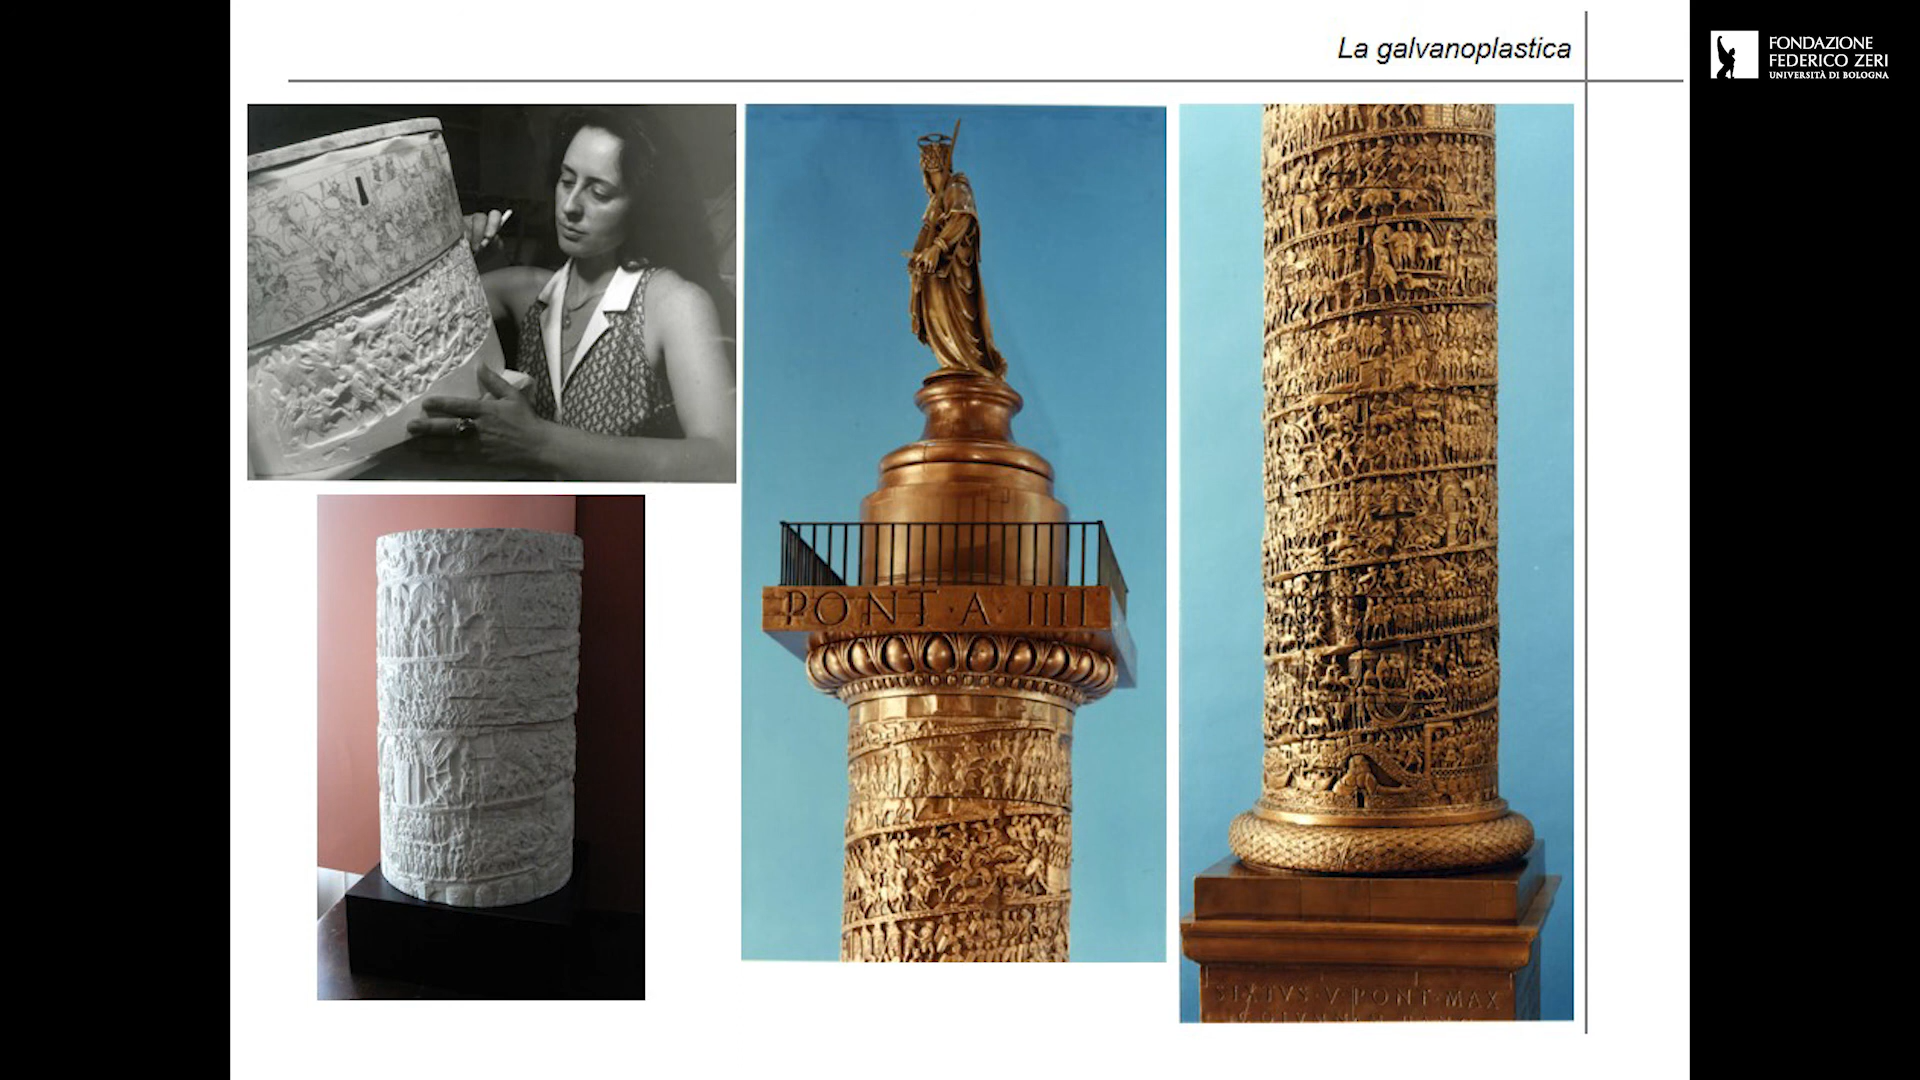 La galvanoplastica
FONDAZIONE
FEDERICO ZERI
UNIVERSITÀ DI BOLOGNA
PONT · A · IIII
SIXTVS · V · PONT · MAX